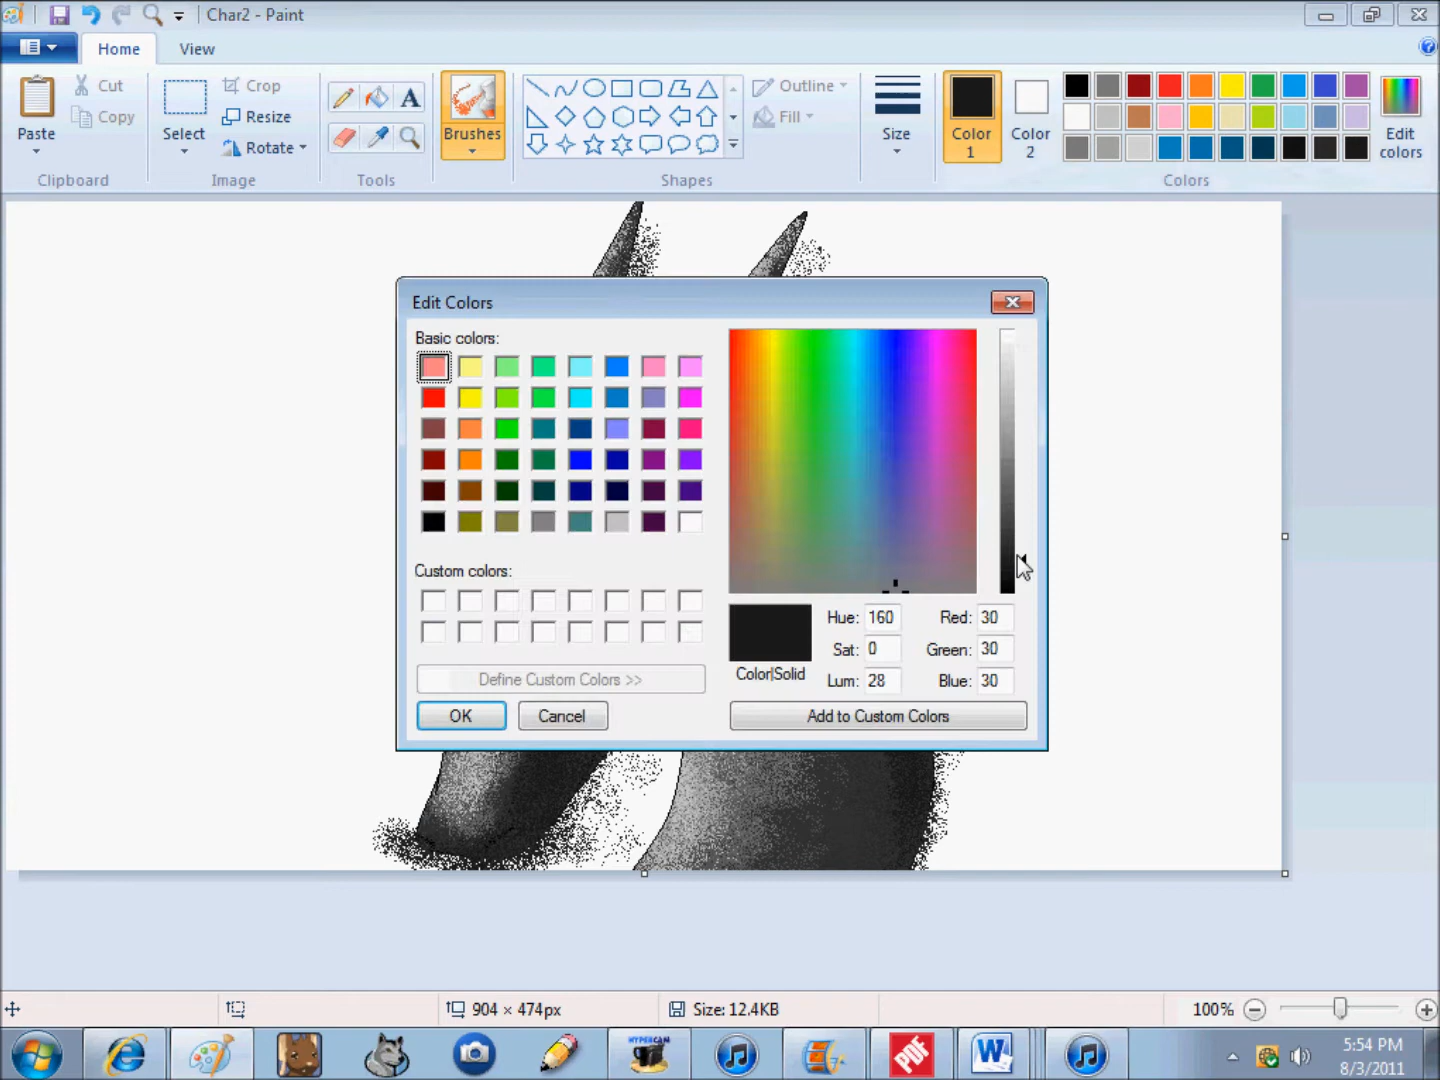 Char2 - Paint
Home View
Paste
Cut
Copy
Clipboard
Select
Crop
Resize
Rotate
Image
A
Tools
Brushes
Shapes
Outline
Fill
Size
Color 1
Color 2
Edit colors
Colors
Edit Colors
Basic colors:
Custom colors:
Define Custom Colors >>
OK Cancel
Color|Solid
Hue: 160 Red: 30
Sat: 0 Green: 30
Lum: 28 Blue: 30
Add to Custom Colors
904 × 474px
Size: 12.4KB
100%
HYPERCAM
PDF
W
5:54 PM
8/3/2011